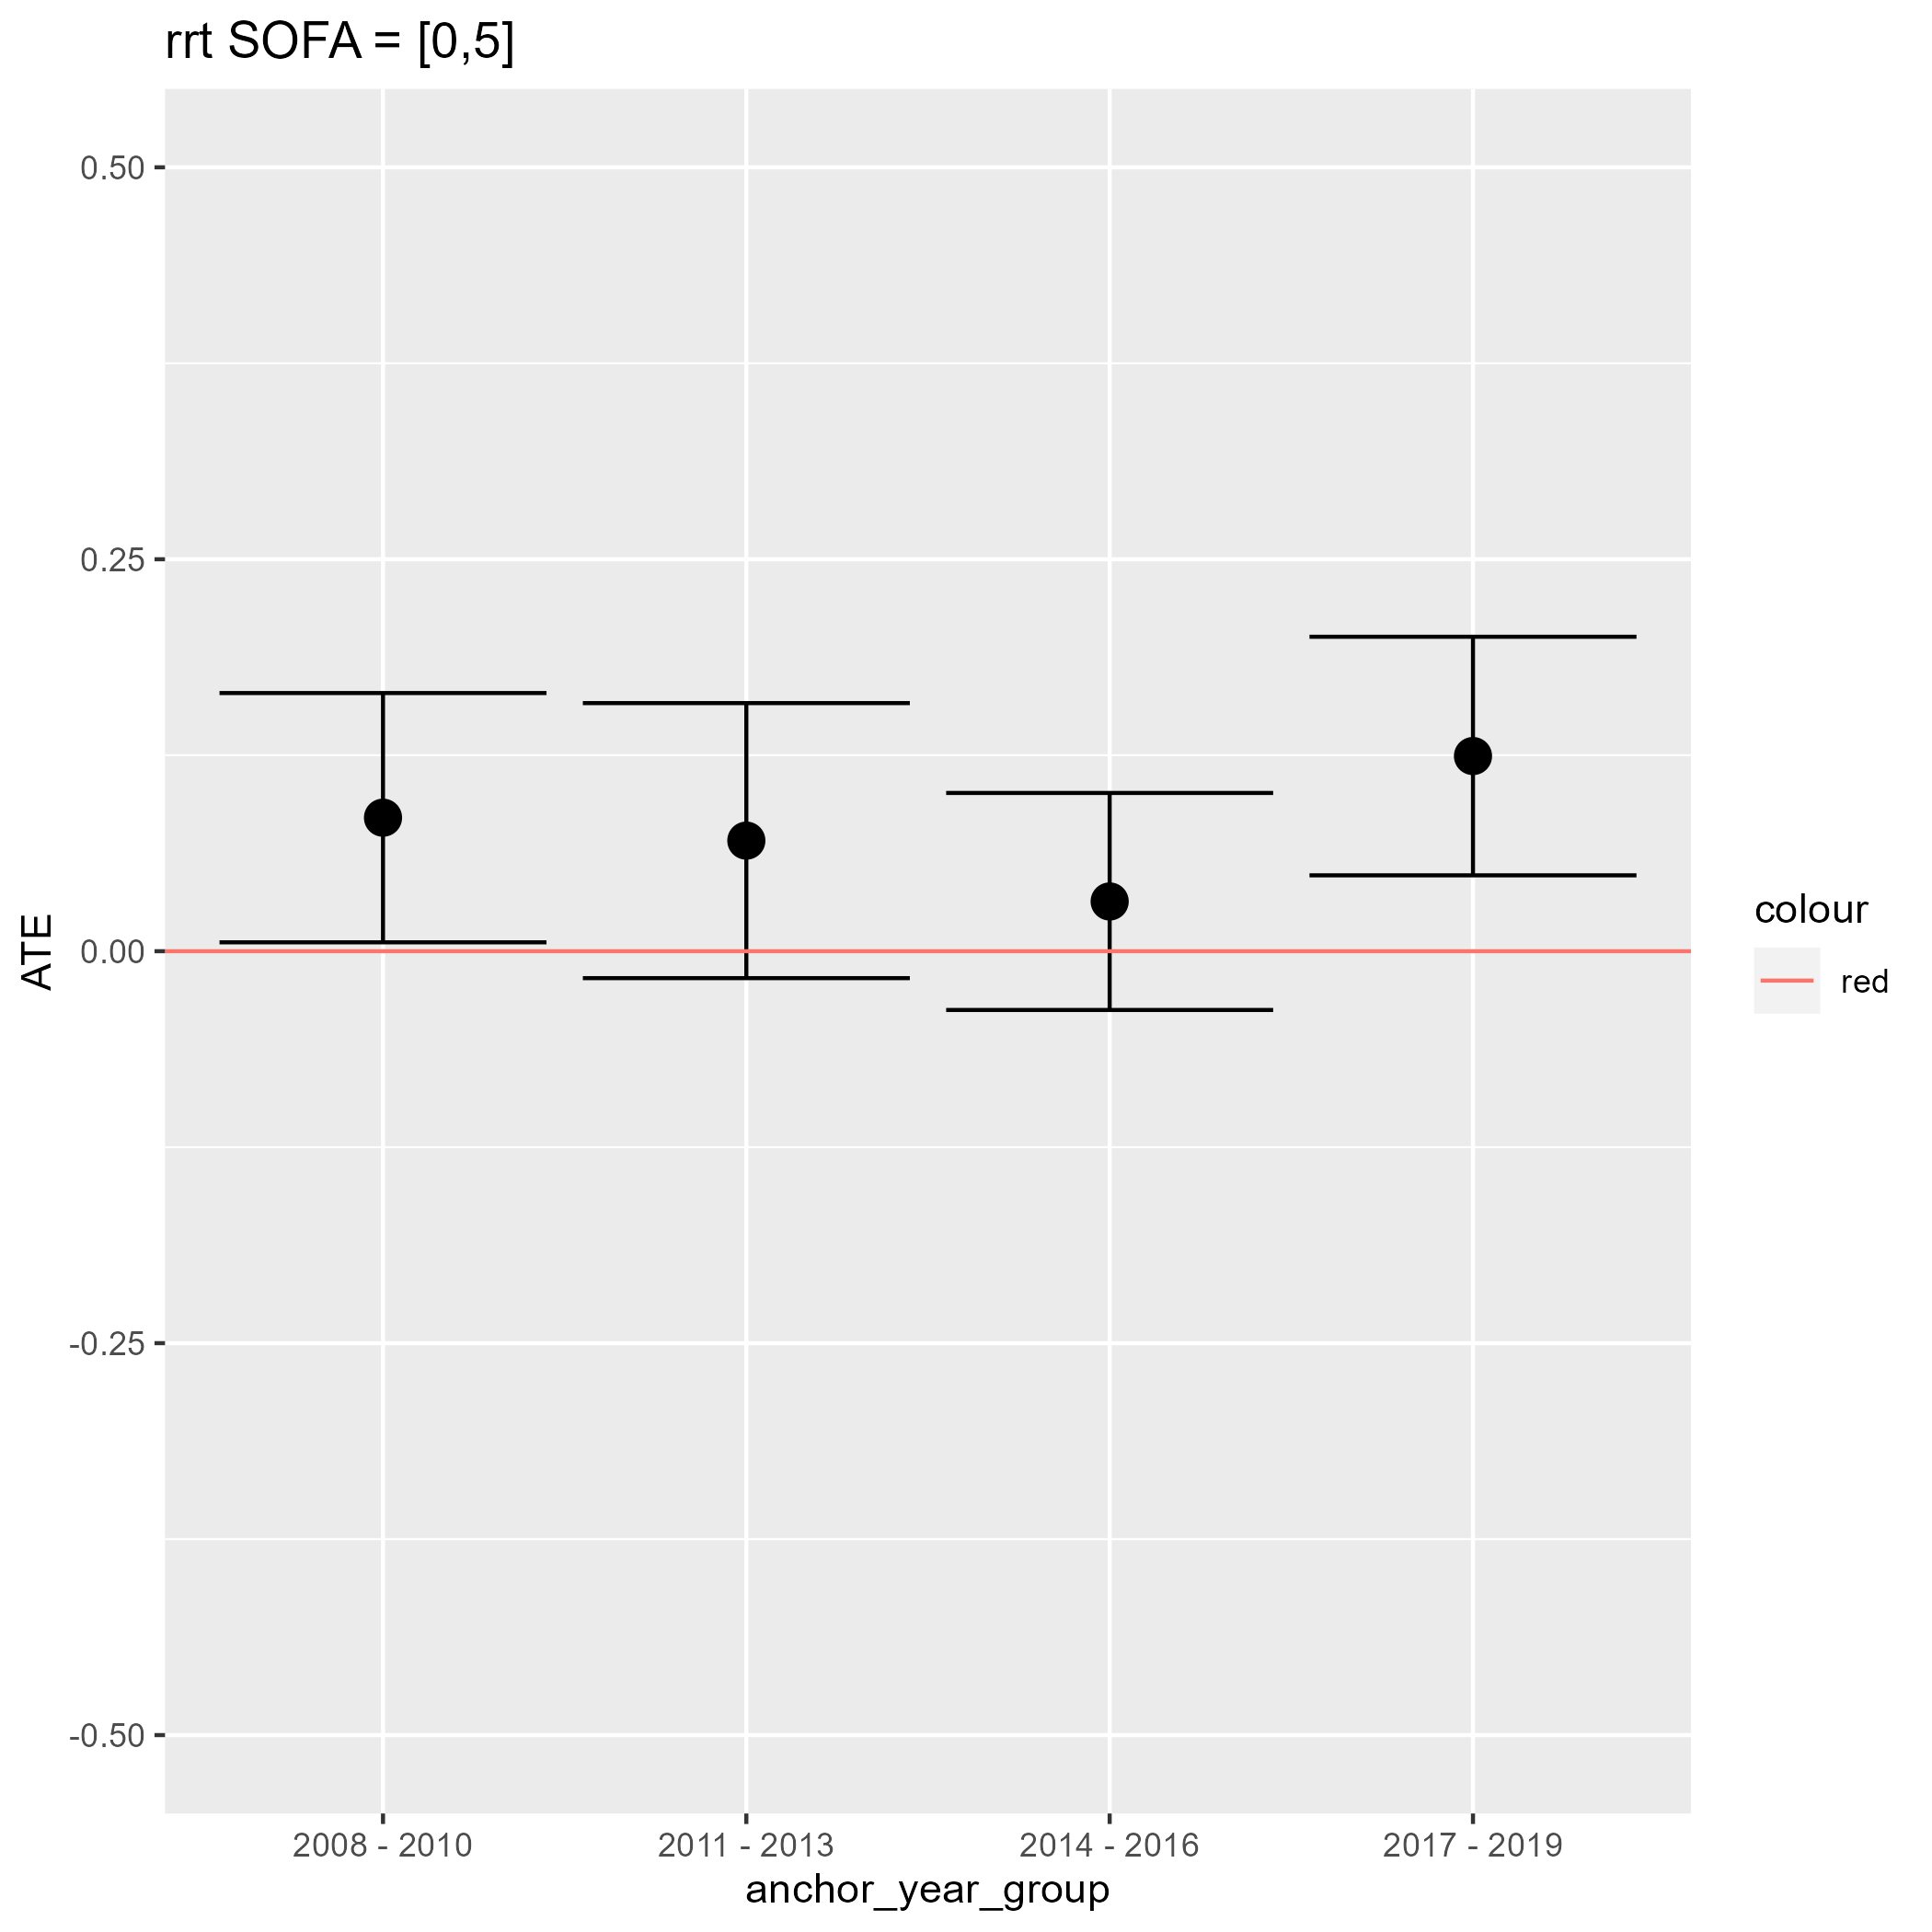 rrt SOFA = [0,5]
0.50
0.25
0.00
-0.25
-0.50
ATE
2008 - 2010
2011 - 2013
2014 - 2016
2017 - 2019
anchor_year_group
colour
red